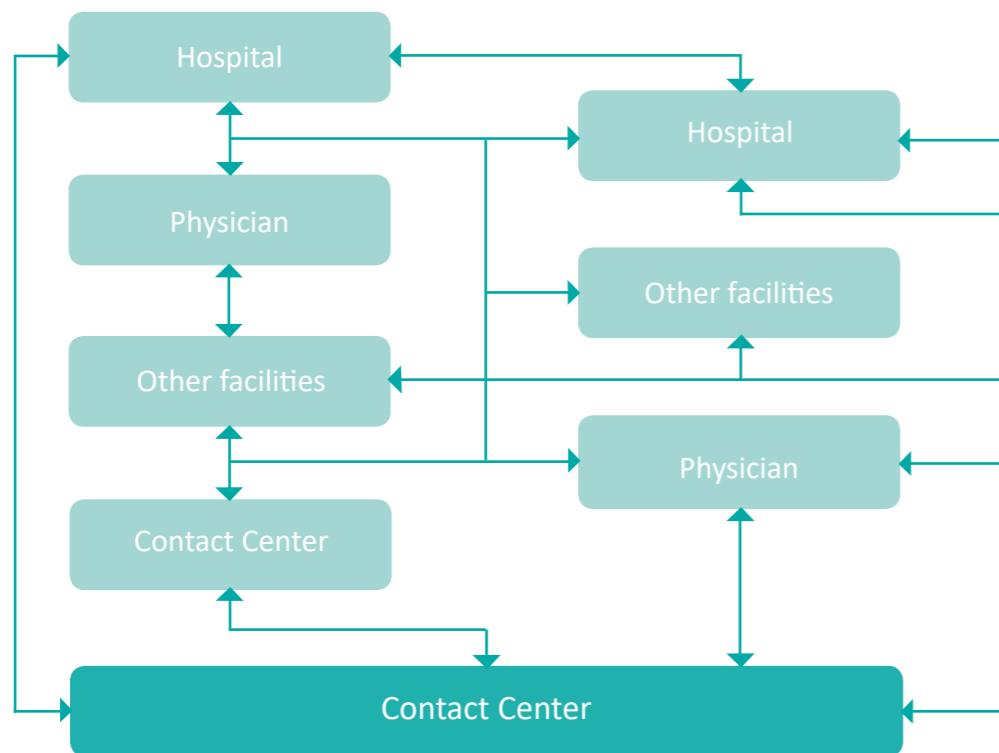 Hospital
Hospital
Physician
Other facilities
Other facilities
Physician
Contact Center
Contact Center